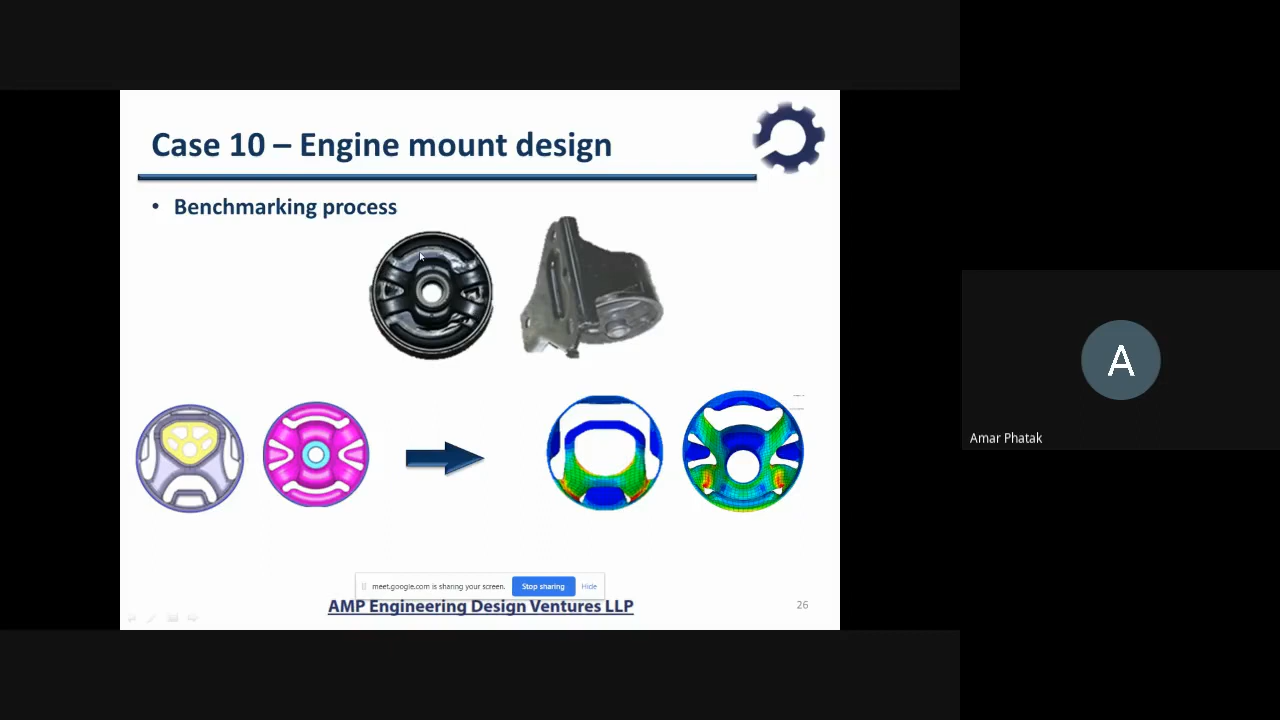 Case 10 – Engine mount design
• Benchmarking process
meet.google.com is sharing your screen.
Stop sharing
Hide
AMP Engineering Design Ventures LLP
26
A
Amar Phatak